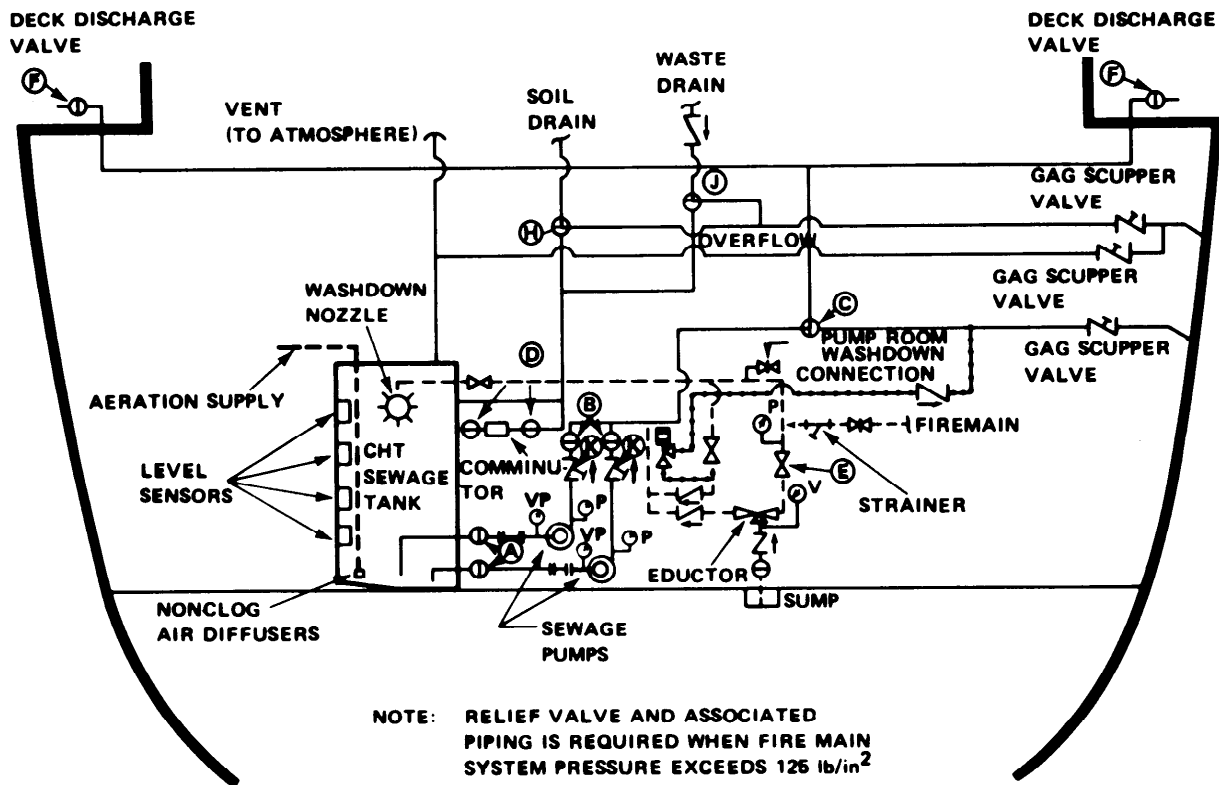 DECK DISCHARGE
VALVE
F
DECK DISCHARGE
VALVE
F
VENT
(TO ATMOSPHERE)
SOIL
DRAIN
WASTE
DRAIN
J
H
OVERFLOW
GAG SCUPPER
VALVE
GAG SCUPPER
VALVE
GAG SCUPPER
VALVE
C
PUMP ROOM
WASHDOWN
CONNECTION
WASHDOWN
NOZZLE
D
AERATION SUPPLY
LEVEL
SENSORS
CHT
SEWAGE
TANK
COMMINU-
TOR
B
K
K
P
FIREMAIN
E
V
STRAINER
VP
P
VP
P
A
EDUCTOR
SUMP
NONCLOG
AIR DIFFUSERS
SEWAGE
PUMPS
NOTE: RELIEF VALVE AND ASSOCIATED
PIPING IS REQUIRED WHEN FIRE MAIN
SYSTEM PRESSURE EXCEEDS 125 lb/in²